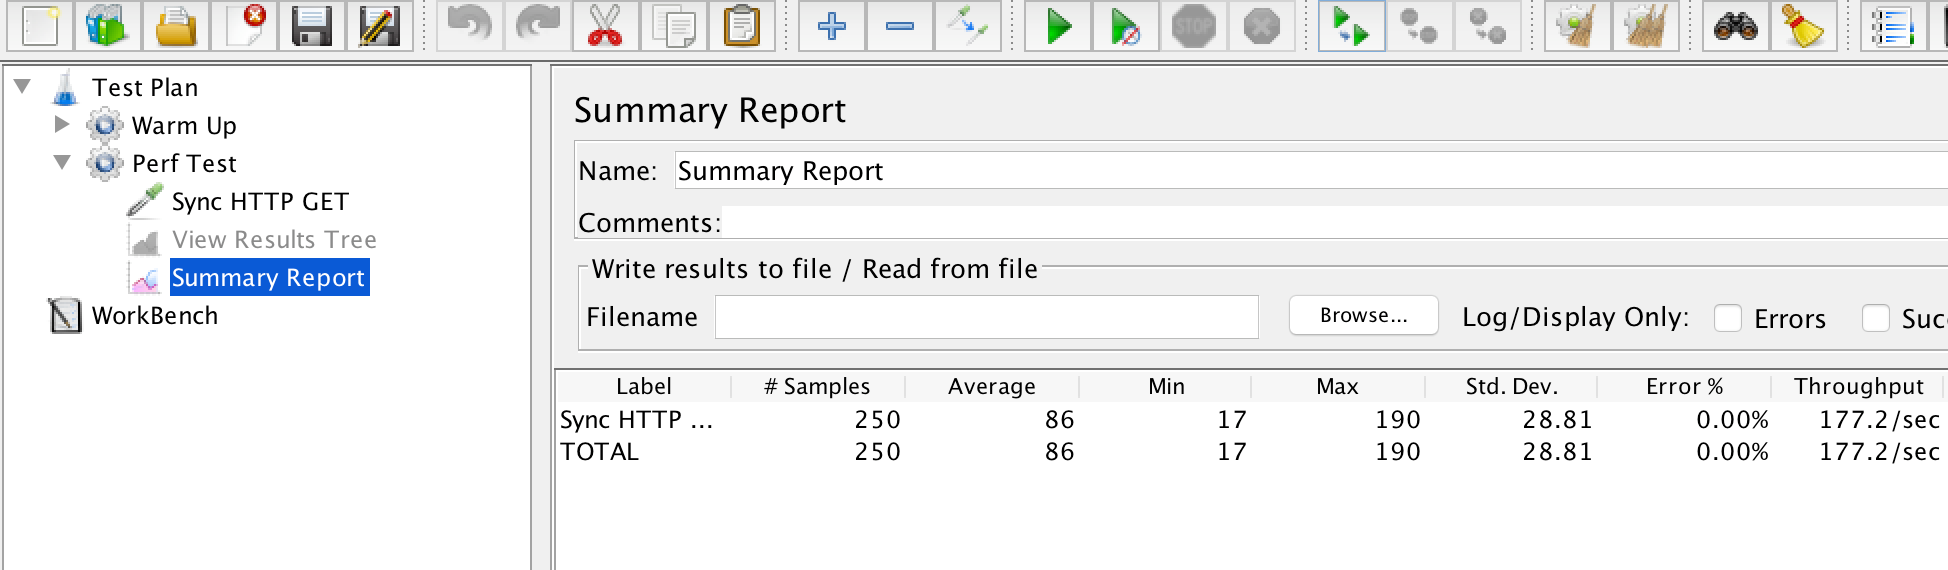 STOP
Test Plan
Warm Up
Perf Test
Sync HTTP GET
View Results Tree
Summary Report
WorkBench
Summary Report
Name: Summary Report
Comments:
Write results to file / Read from file
Filename Browse... Log/Display Only: Errors Suc
Label # Samples Average Min Max Std. Dev. Error % Throughput
Sync HTTP ... 250 86 17 190 28.81 0.00% 177.2/sec
TOTAL 250 86 17 190 28.81 0.00% 177.2/sec